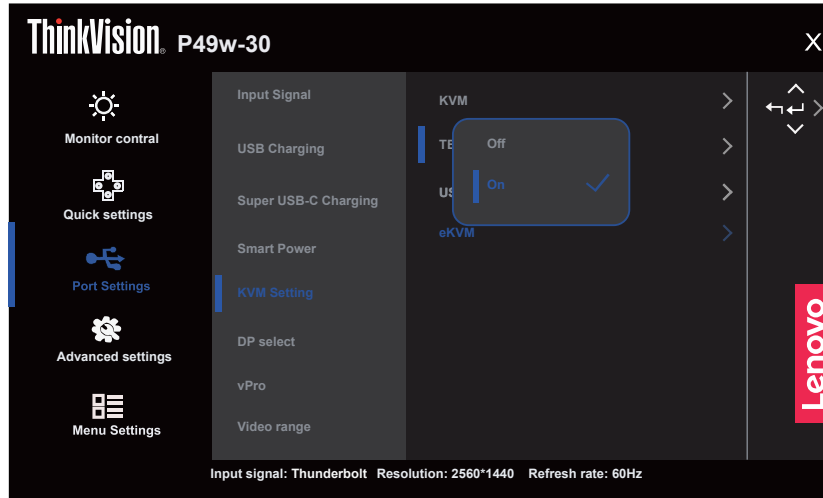 ThinkVision® P49w-30
X
Monitor contral
Quick settings
Port Settings
Advanced settings
Menu Settings
Input Signal
USB Charging
Super USB-C Charging
Smart Power
KVM Setting
DP select
vPro
Video range
KVM
Off
On
eKVM
Lenovo
Input signal: Thunderbolt Resolution: 2560*1440 Refresh rate: 60Hz